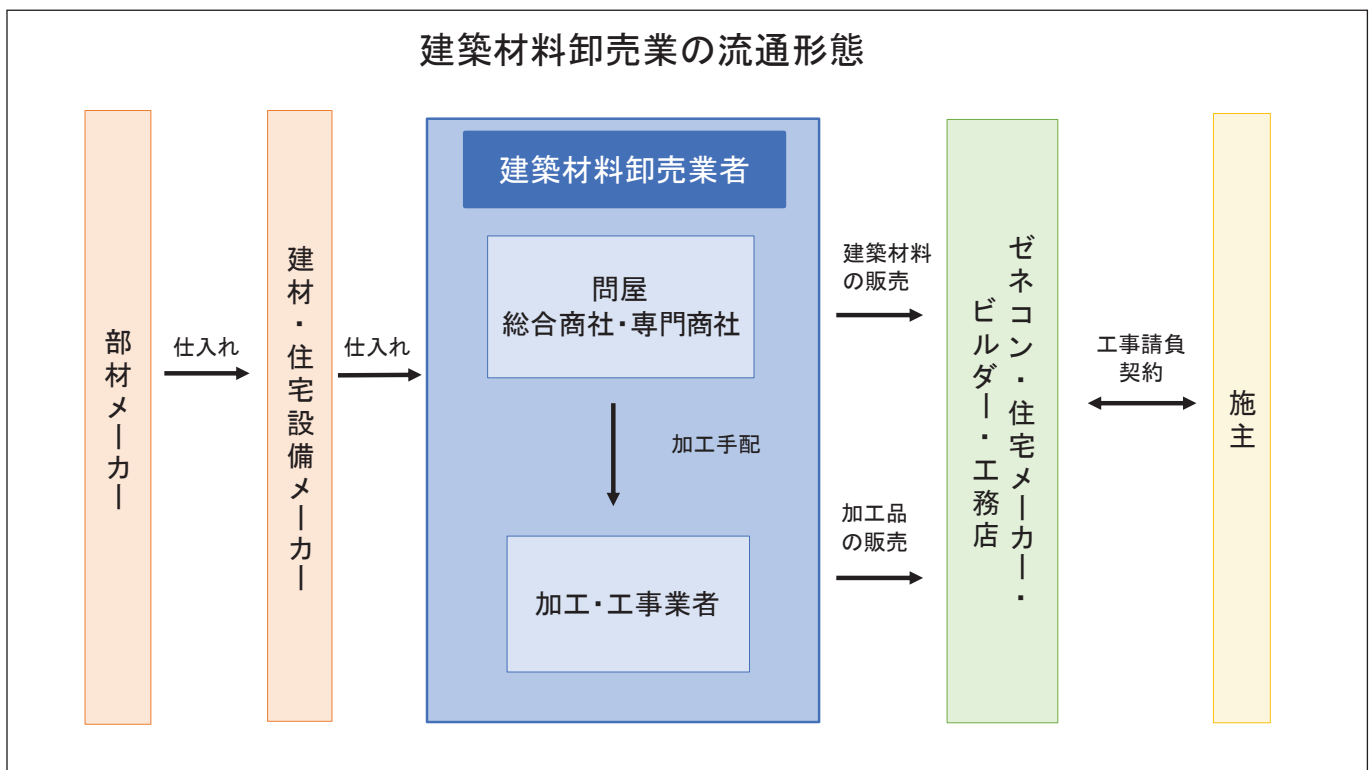 建築材料卸売業の流通形態
部材メーカー
仕入れ
建材・住宅設備メーカー
仕入れ
建築材料卸売業者
問屋
総合商社・専門商社
加工手配
加工・工事業者
建築材料
の販売
加工品
の販売
ゼネコン・住宅メーカー・
ビルダー・工務店
工事請負
契約
施主